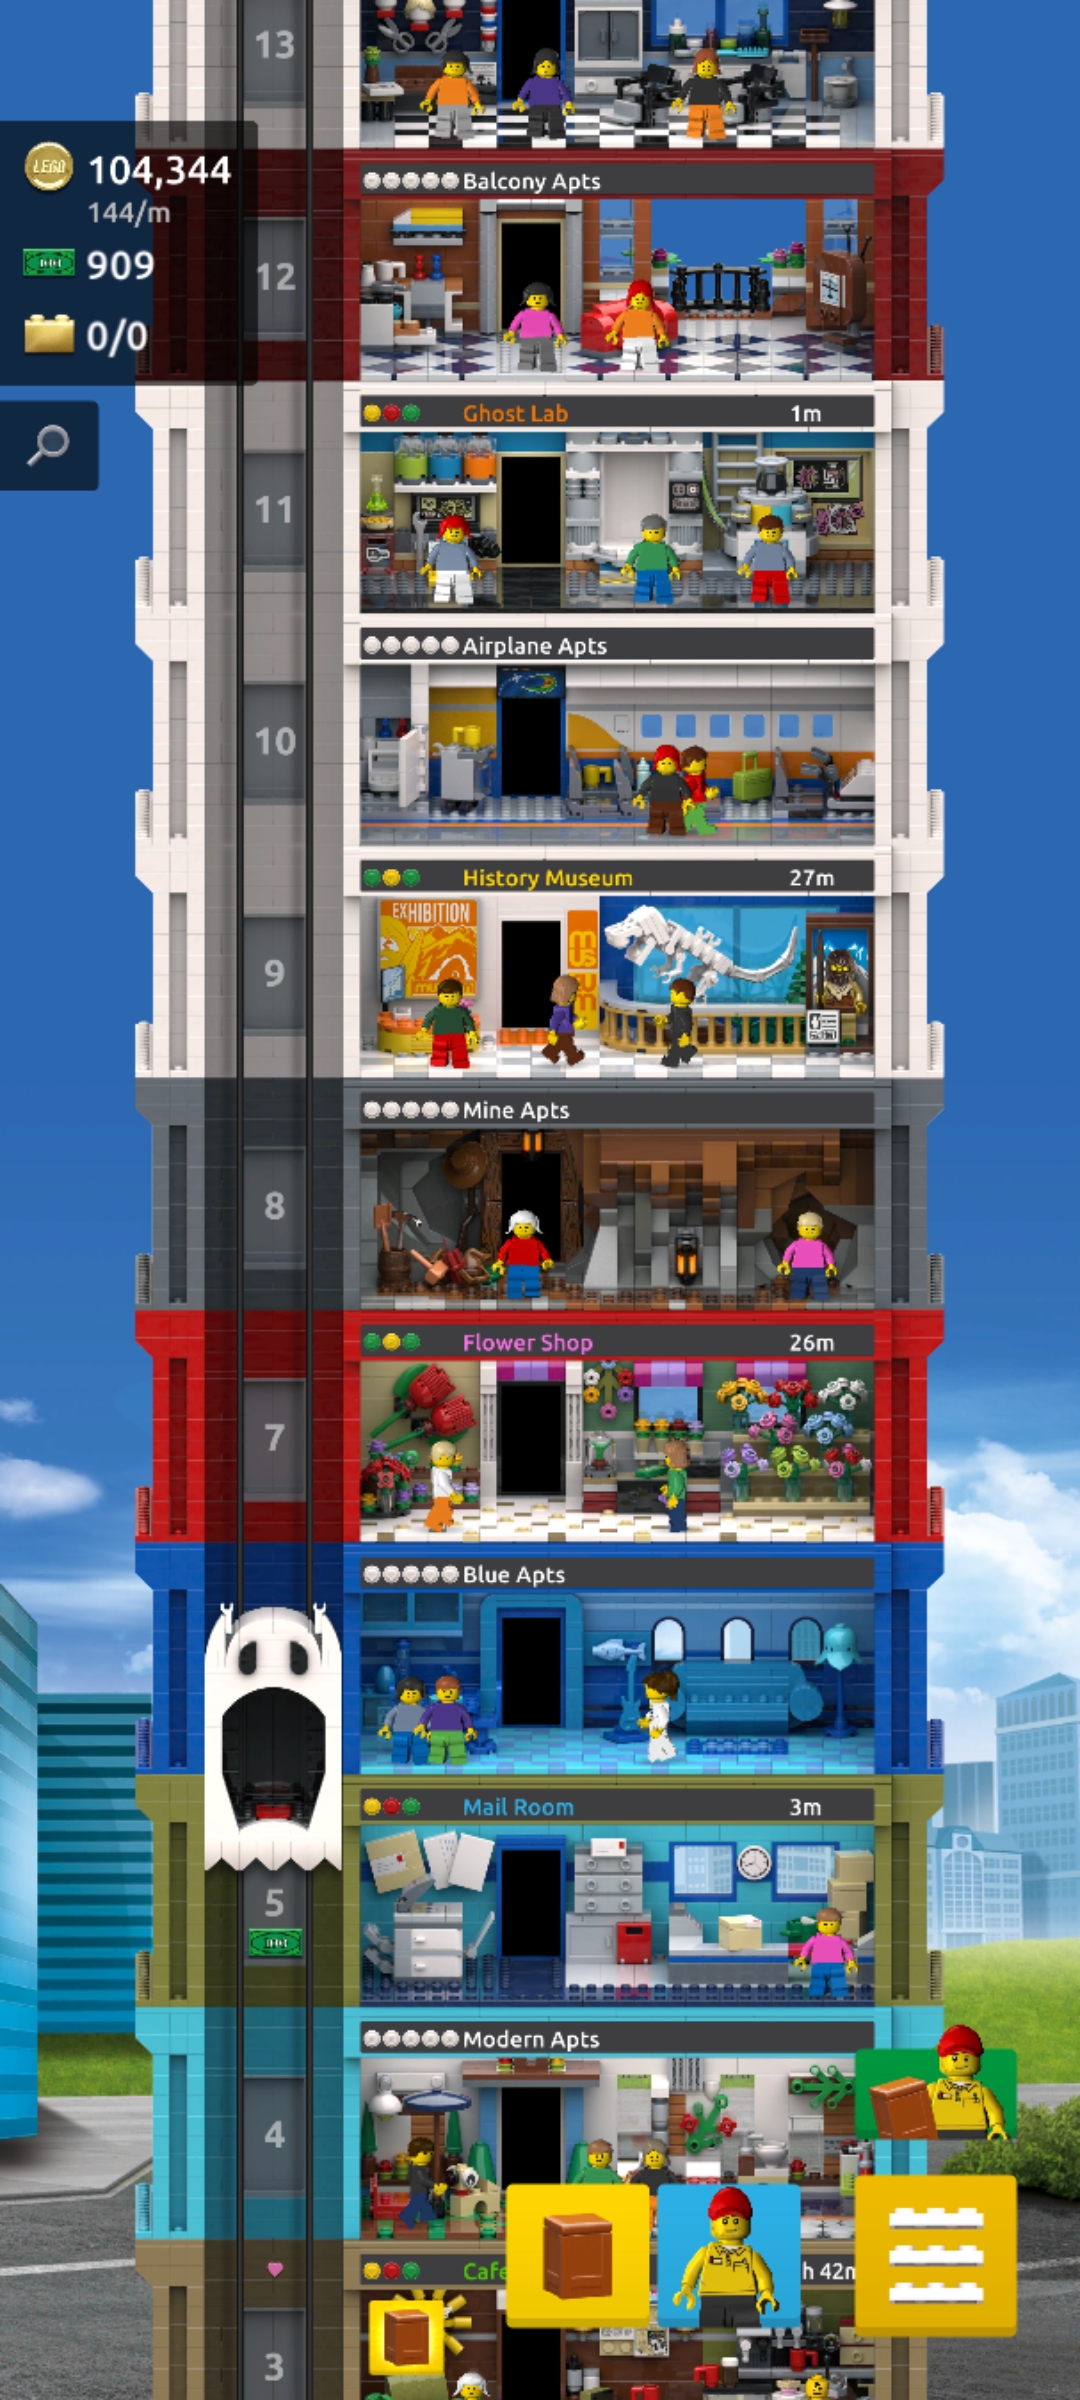 13
LEGO
104,344
144/m
909
0/0
Balcony Apts
12
Ghost Lab 1m
11
Airplane Apts
10
History Museum 27m
EXHIBITION
9
Mine Apts
8
Flower Shop 26m
7
Blue Apts
Mail Room 3m
5
Modern Apts
4
Cafe
h 42m
3